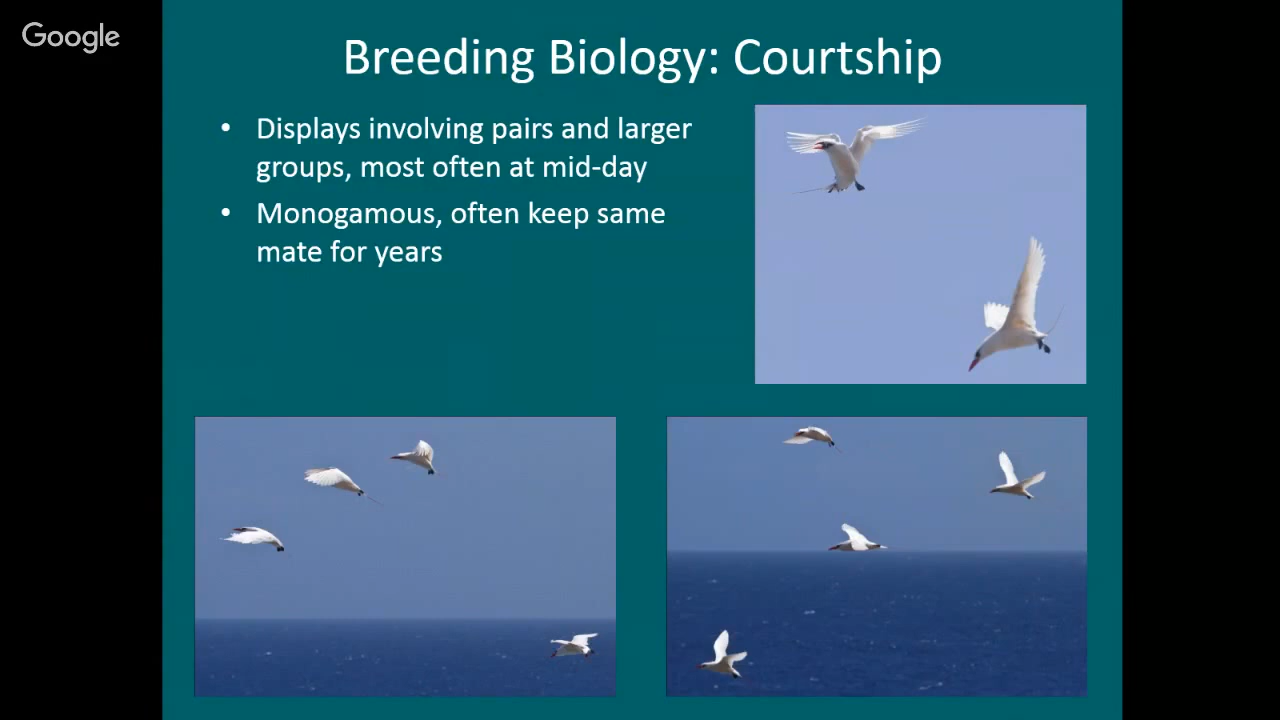 Google
Breeding Biology: Courtship
• Displays involving pairs and larger
groups, most often at mid-day
• Monogamous, often keep same
mate for years